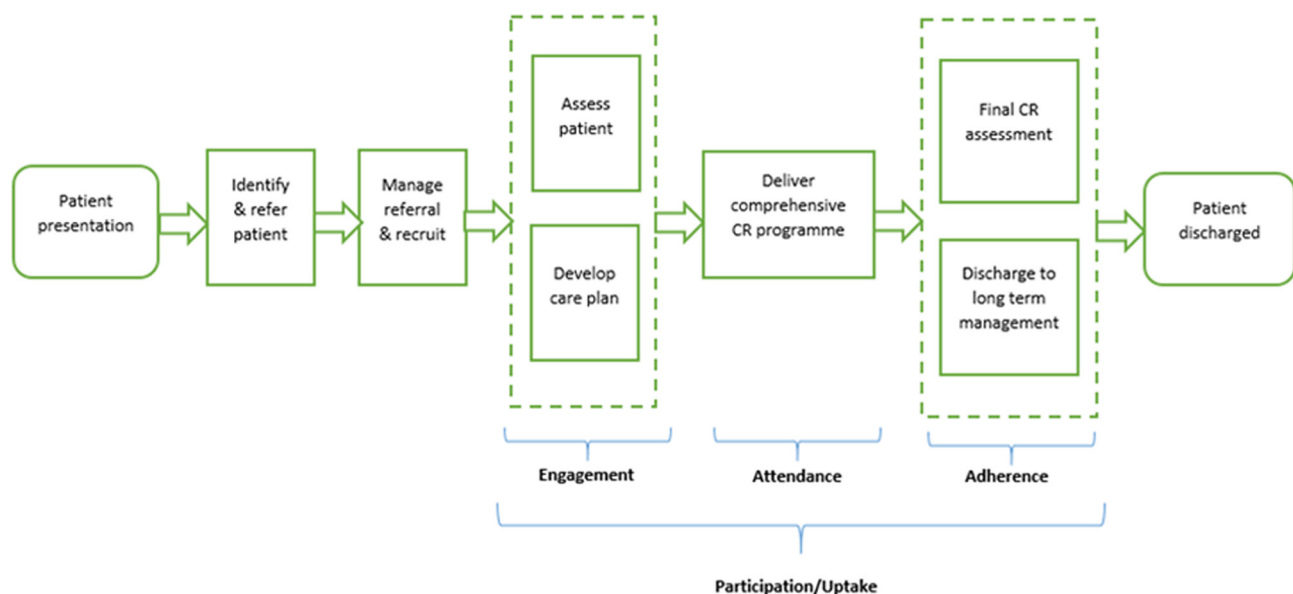 Patient
presentation
Identify
& refer
patient
Manage
referral
& recruit
Assess
patient
Develop
care plan
Deliver
comprehensive
CR programme
Final CR
assessment
Discharge to
long term
management
Patient
discharged
Engagement
Attendance
Adherence
Participation/Uptake